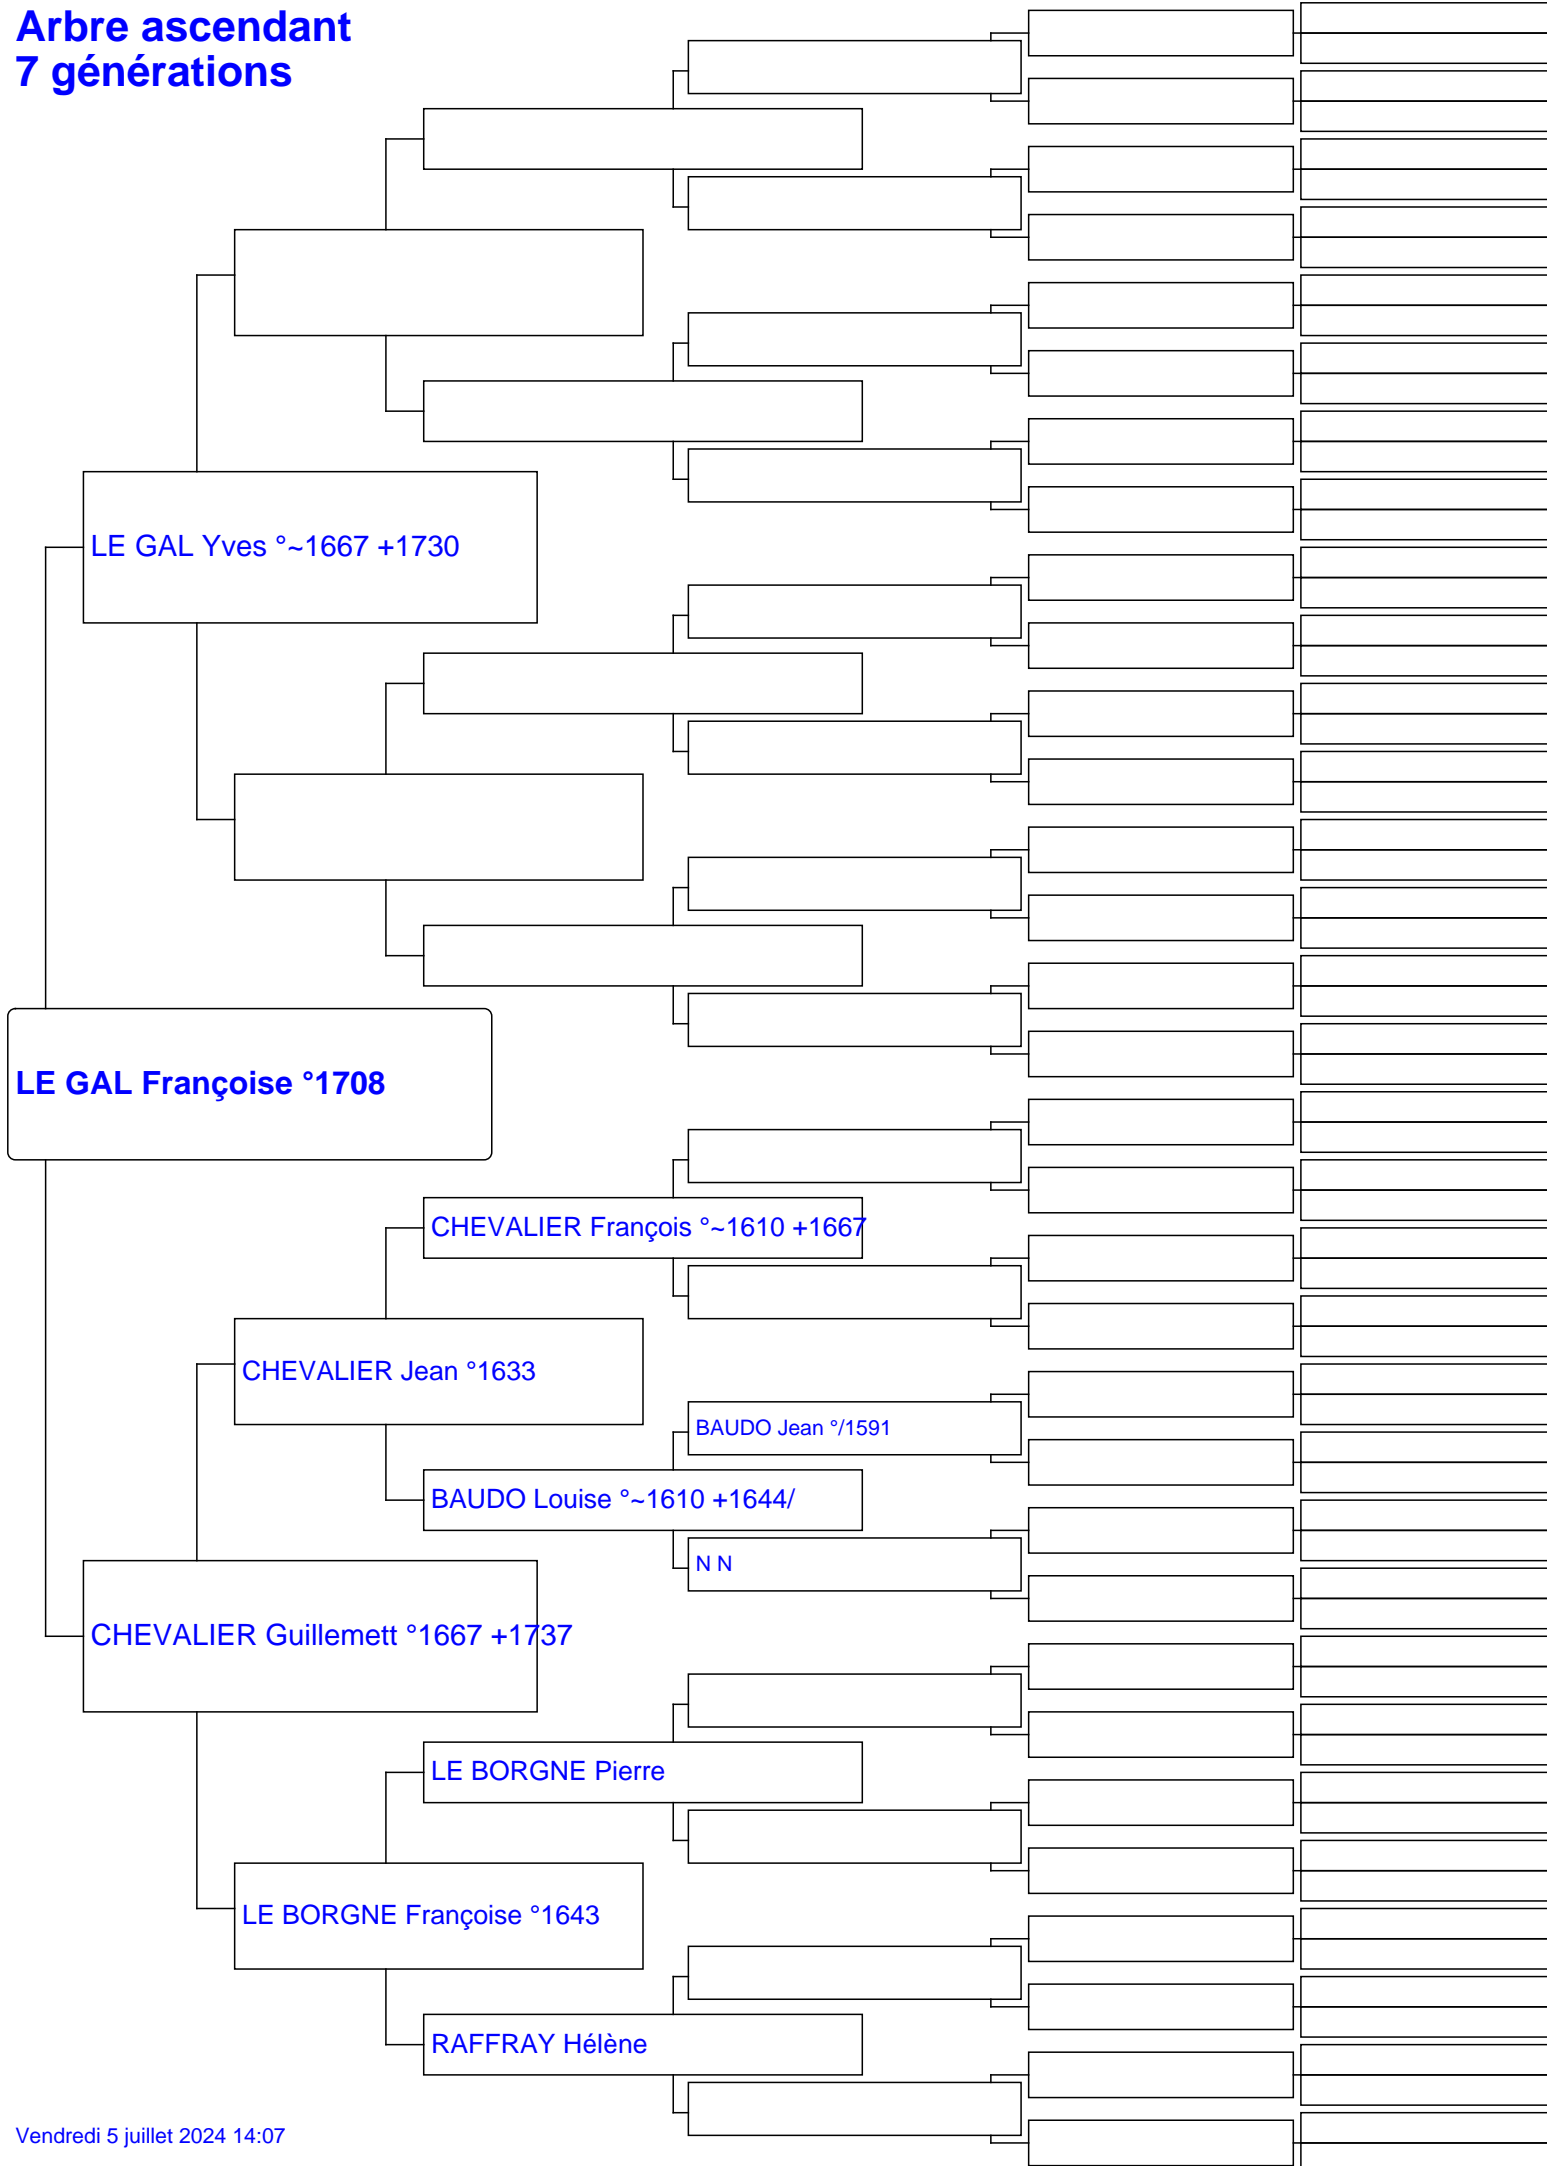 Arbre ascendant
7 générations
LE GAL Yves °~1667 +1730
LE GAL Françoise °1708
CHEVALIER François °~1610 +1667
CHEVALIER Jean °1633
BAUDO Jean °/1591
BAUDO Louise °~1610 +1644/
N N
CHEVALIER Guillemett °1667 +1737
LE BORGNE Pierre
LE BORGNE Françoise °1643
RAFFRAY Hélène
Vendredi 5 juillet 2024 14:07